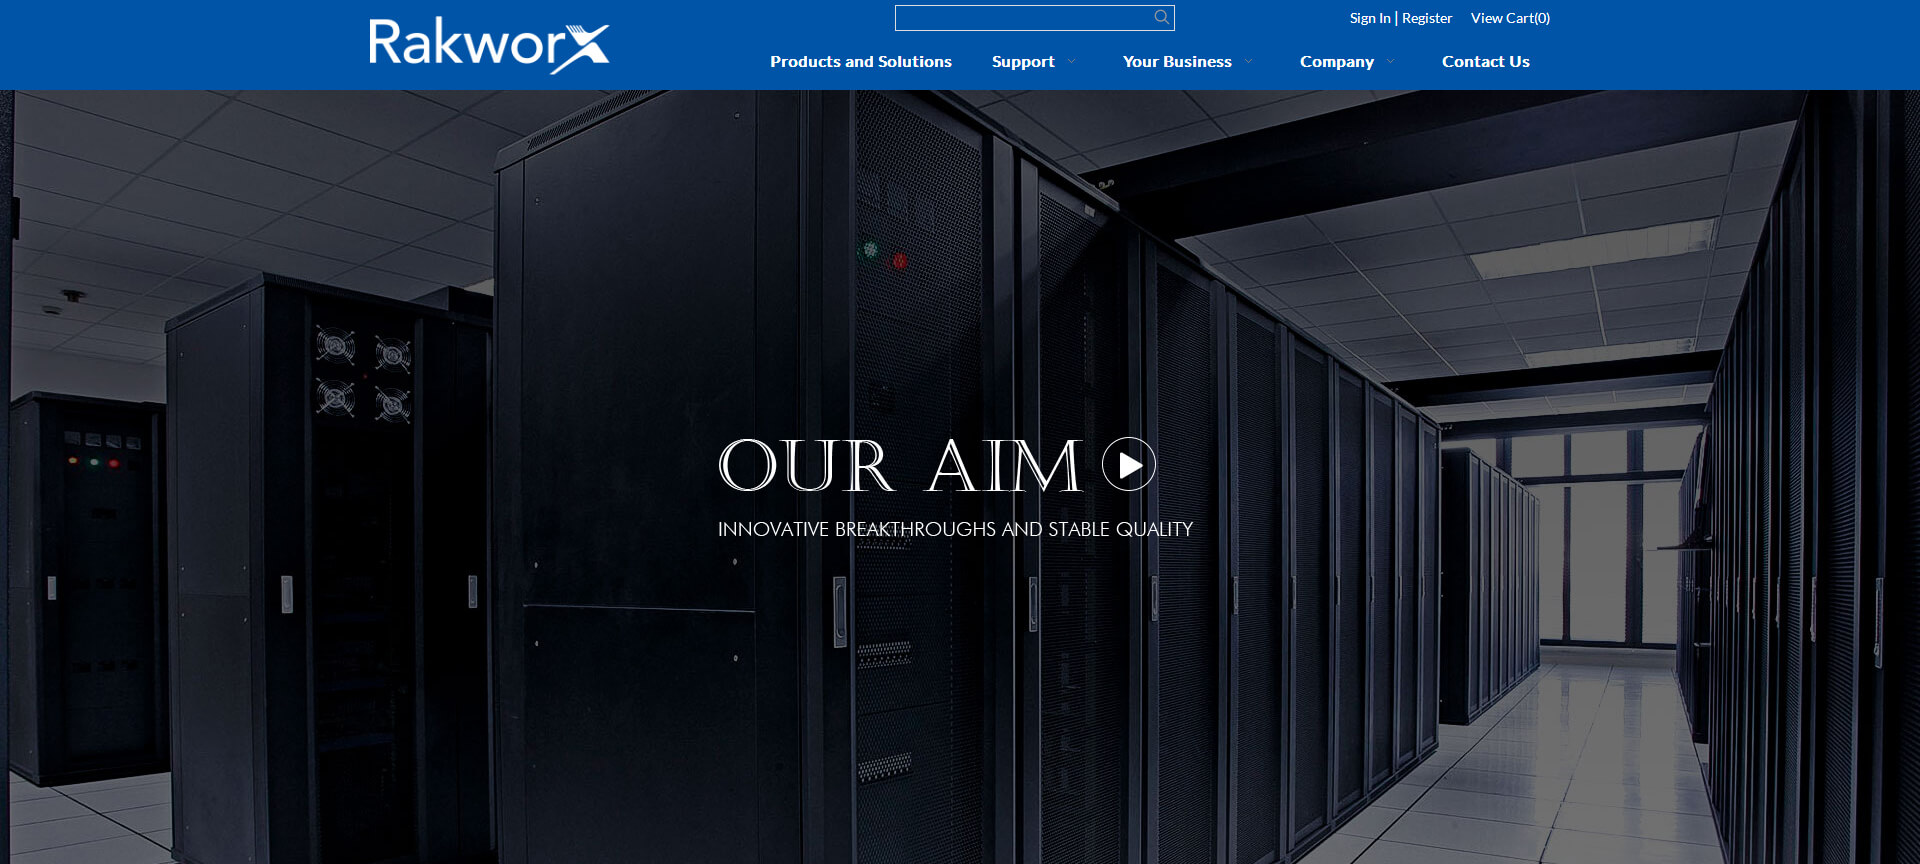 Rakworx
Sign In | Register View Cart(0)
Products and Solutions Support Your Business Company Contact Us
OUR AIM
INNOVATIVE BREAKTHROUGHS AND STABLE QUALITY